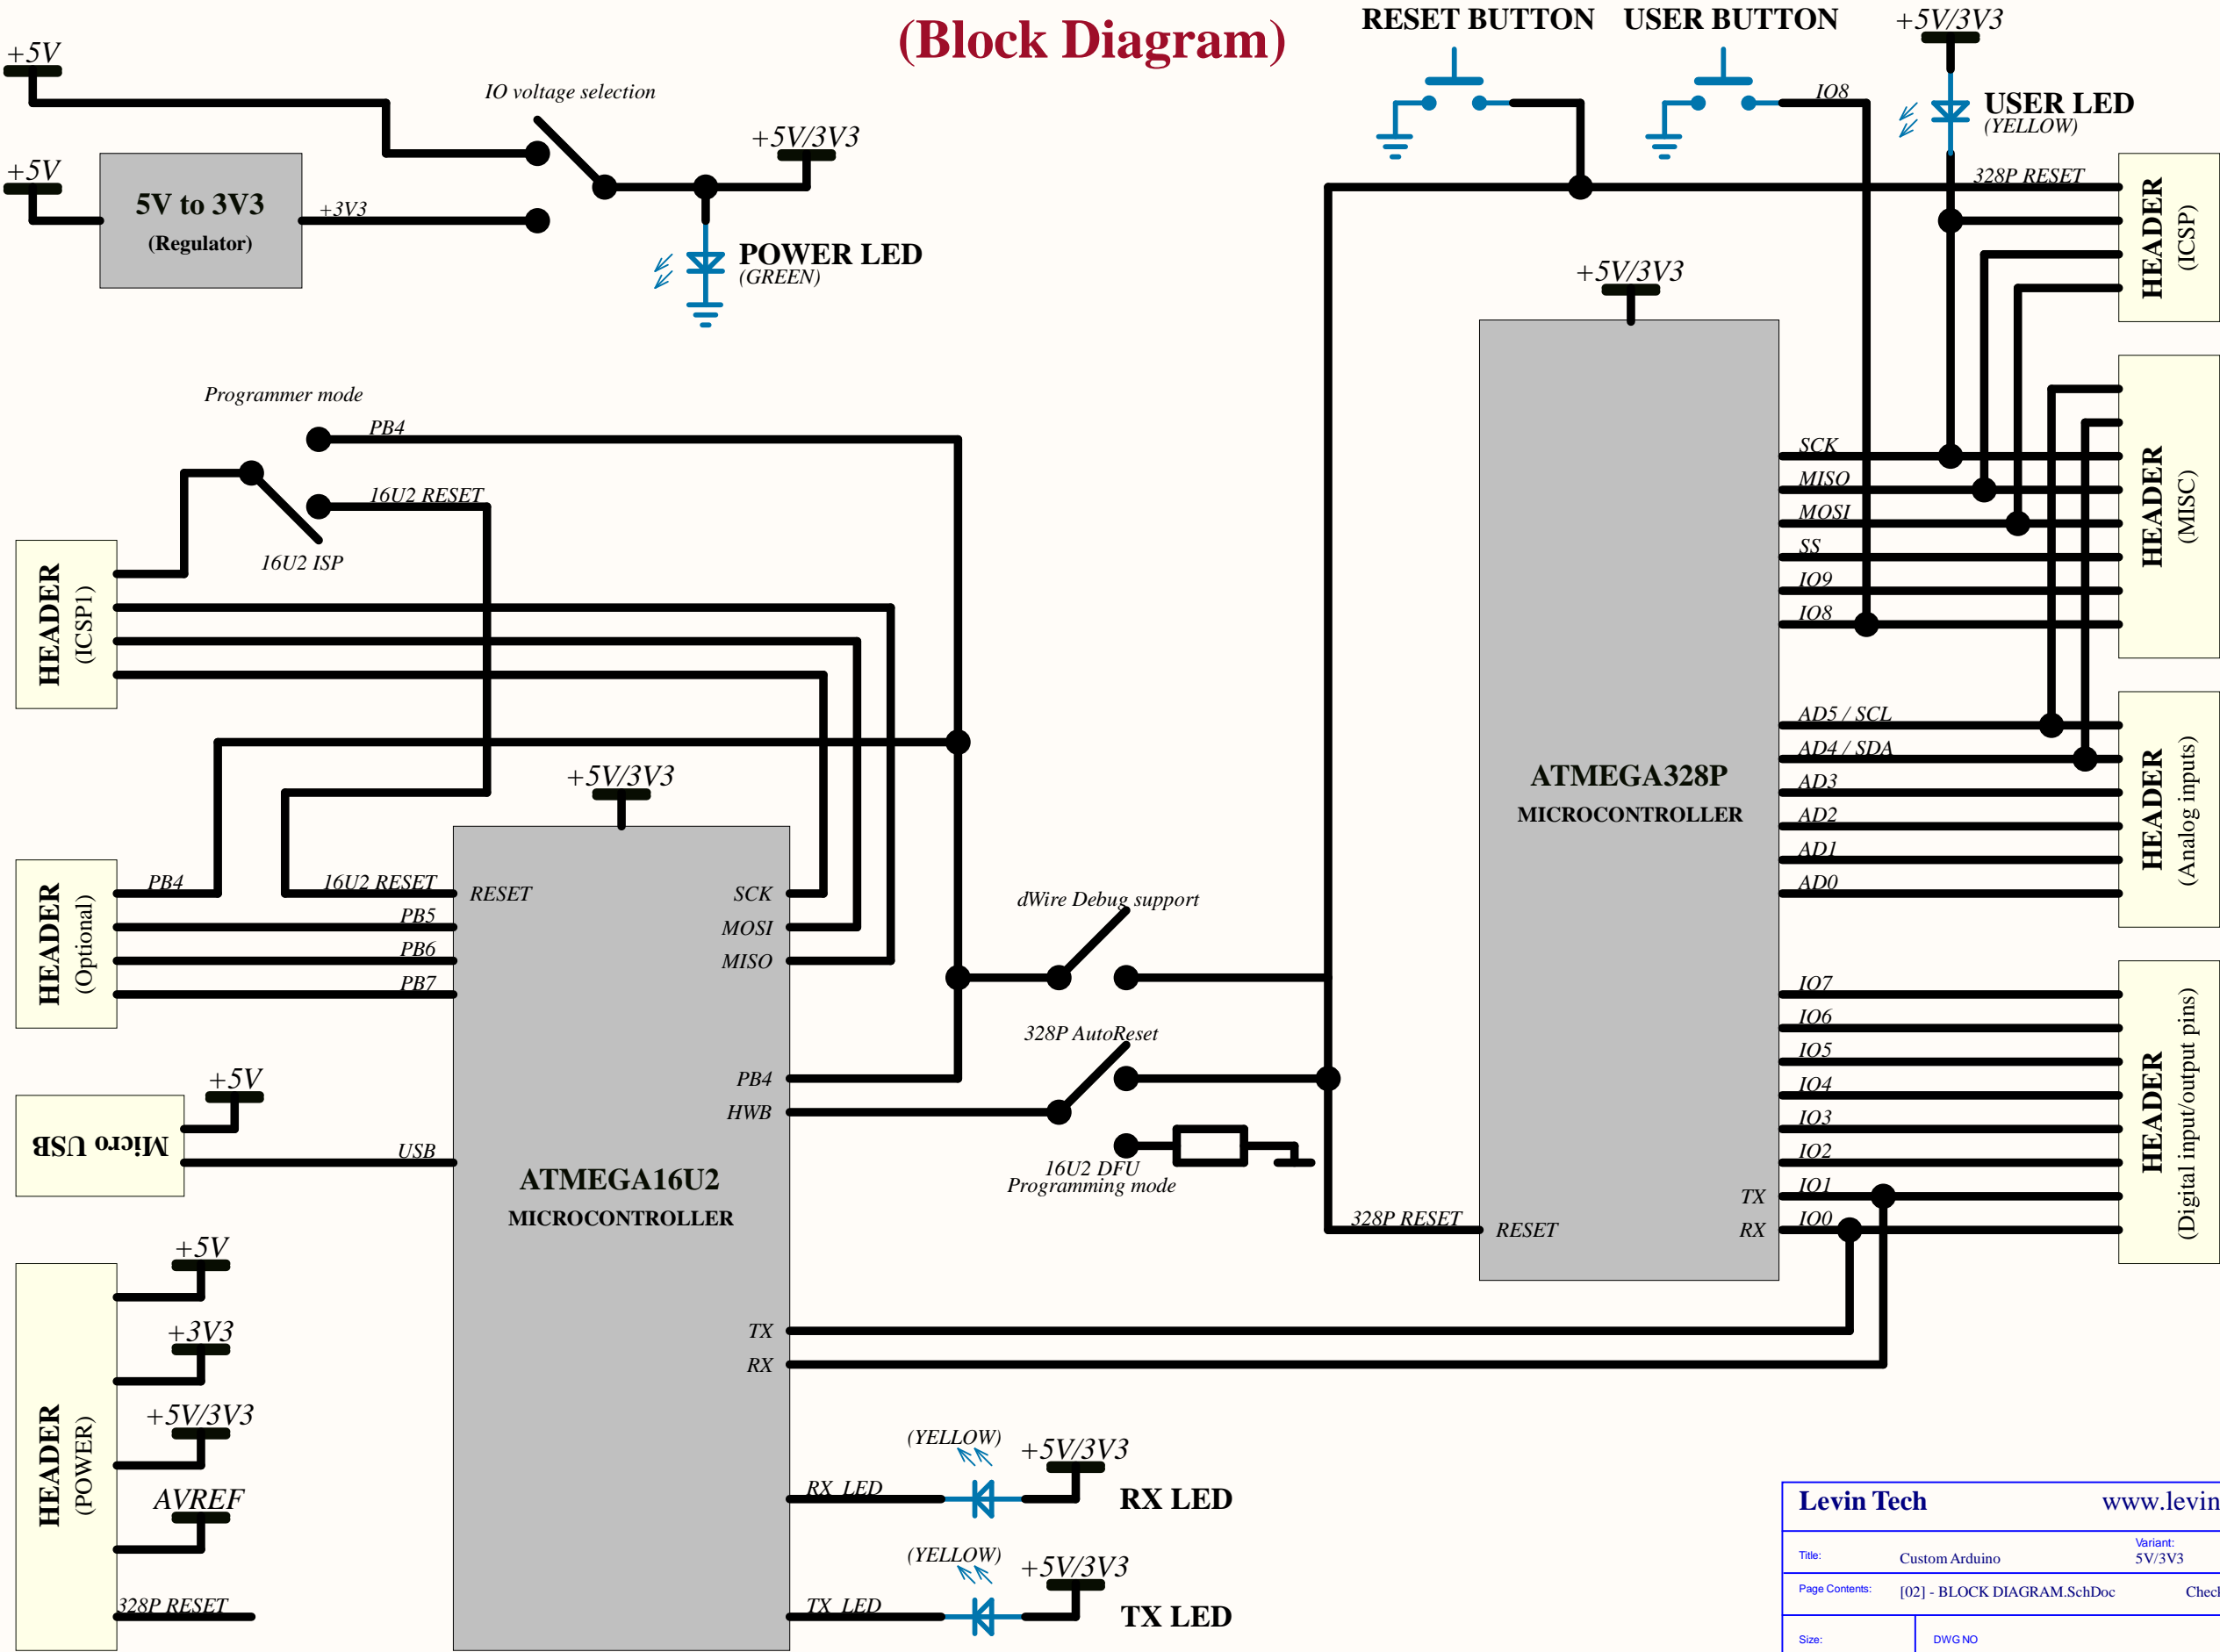 (Block Diagram)
RESET BUTTON
USER BUTTON
+5V/3V3
+5V
IO voltage selection
IO8
USER LED
(YELLOW)
+5V/3V3
+5V
5V to 3V3
(Regulator)
+3V3
328P RESET
HEADER
(ICSP)
POWER LED
(GREEN)
+5V/3V3
Programmer mode
PB4
16U2 RESET
16U2 ISP
HEADER
(ICSP1)
SCK
MISO
MOSI
SS
IO9
IO8
HEADER
(MISC)
AD5 / SCL
AD4 / SDA
AD3
AD2
AD1
AD0
HEADER
(Analog inputs)
ATMEGA328P
MICROCONTROLLER
+5V/3V3
HEADER
(Optional)
PB4
16U2 RESET
PB5
PB6
PB7
RESET
SCK
MOSI
MISO
dWire Debug support
328P AutoReset
PB4
HWB
16U2 DFU
Programming mode
IO7
IO6
IO5
IO4
IO3
IO2
IO1
IO0
TX
RX
HEADER
(Digital input/output pins)
328P RESET
RESET
+5V
Micro USB
USB
ATMEGA16U2
MICROCONTROLLER
TX
RX
HEADER
(POWER)
+5V
+3V3
+5V/3V3
AVREF
328P RESET
(YELLOW)
+5V/3V3
RX LED
RX LED
(YELLOW)
+5V/3V3
TX LED
TX LED
Levin Tech
www.levin
Title:
Custom Arduino
Variant:
5V/3V3
Page Contents:
[02] - BLOCK DIAGRAM.SchDoc
Check
Size:
DWG NO